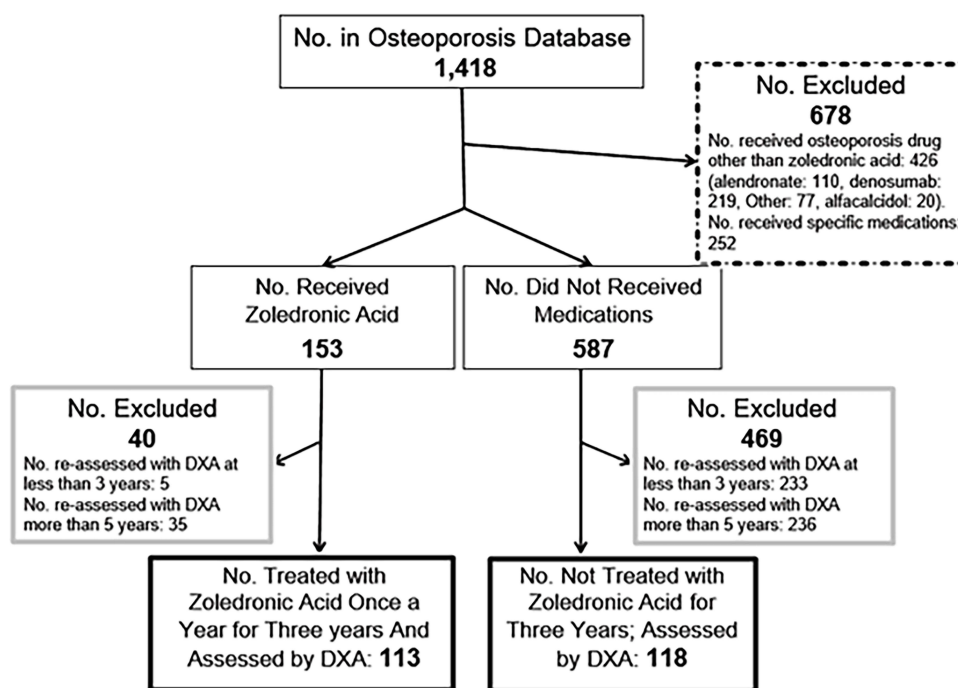 No. in Osteoporosis Database
1,418
No. Excluded
678
No. received osteoporosis drug
other than zoledronic acid: 426
(alendronate: 110, denosumab:
219, Other: 77, alfacalcidol: 20).
No. received specific medications:
252
No. Received
Zoledronic Acid
153
No. Did Not Received
Medications
587
No. Excluded
40
No. re-assessed with DXA at
less than 3 years: 5
No. re-assessed with DXA
more than 5 years: 35
No. Excluded
469
No. re-assessed with DXA at
less than 3 years: 233
No. re-assessed with DXA
more than 5 years: 236
No. Treated with
Zoledronic Acid Once a
Year for Three years And
Assessed by DXA: 113
No. Not Treated with
Zoledronic Acid for
Three Years; Assessed
by DXA: 118